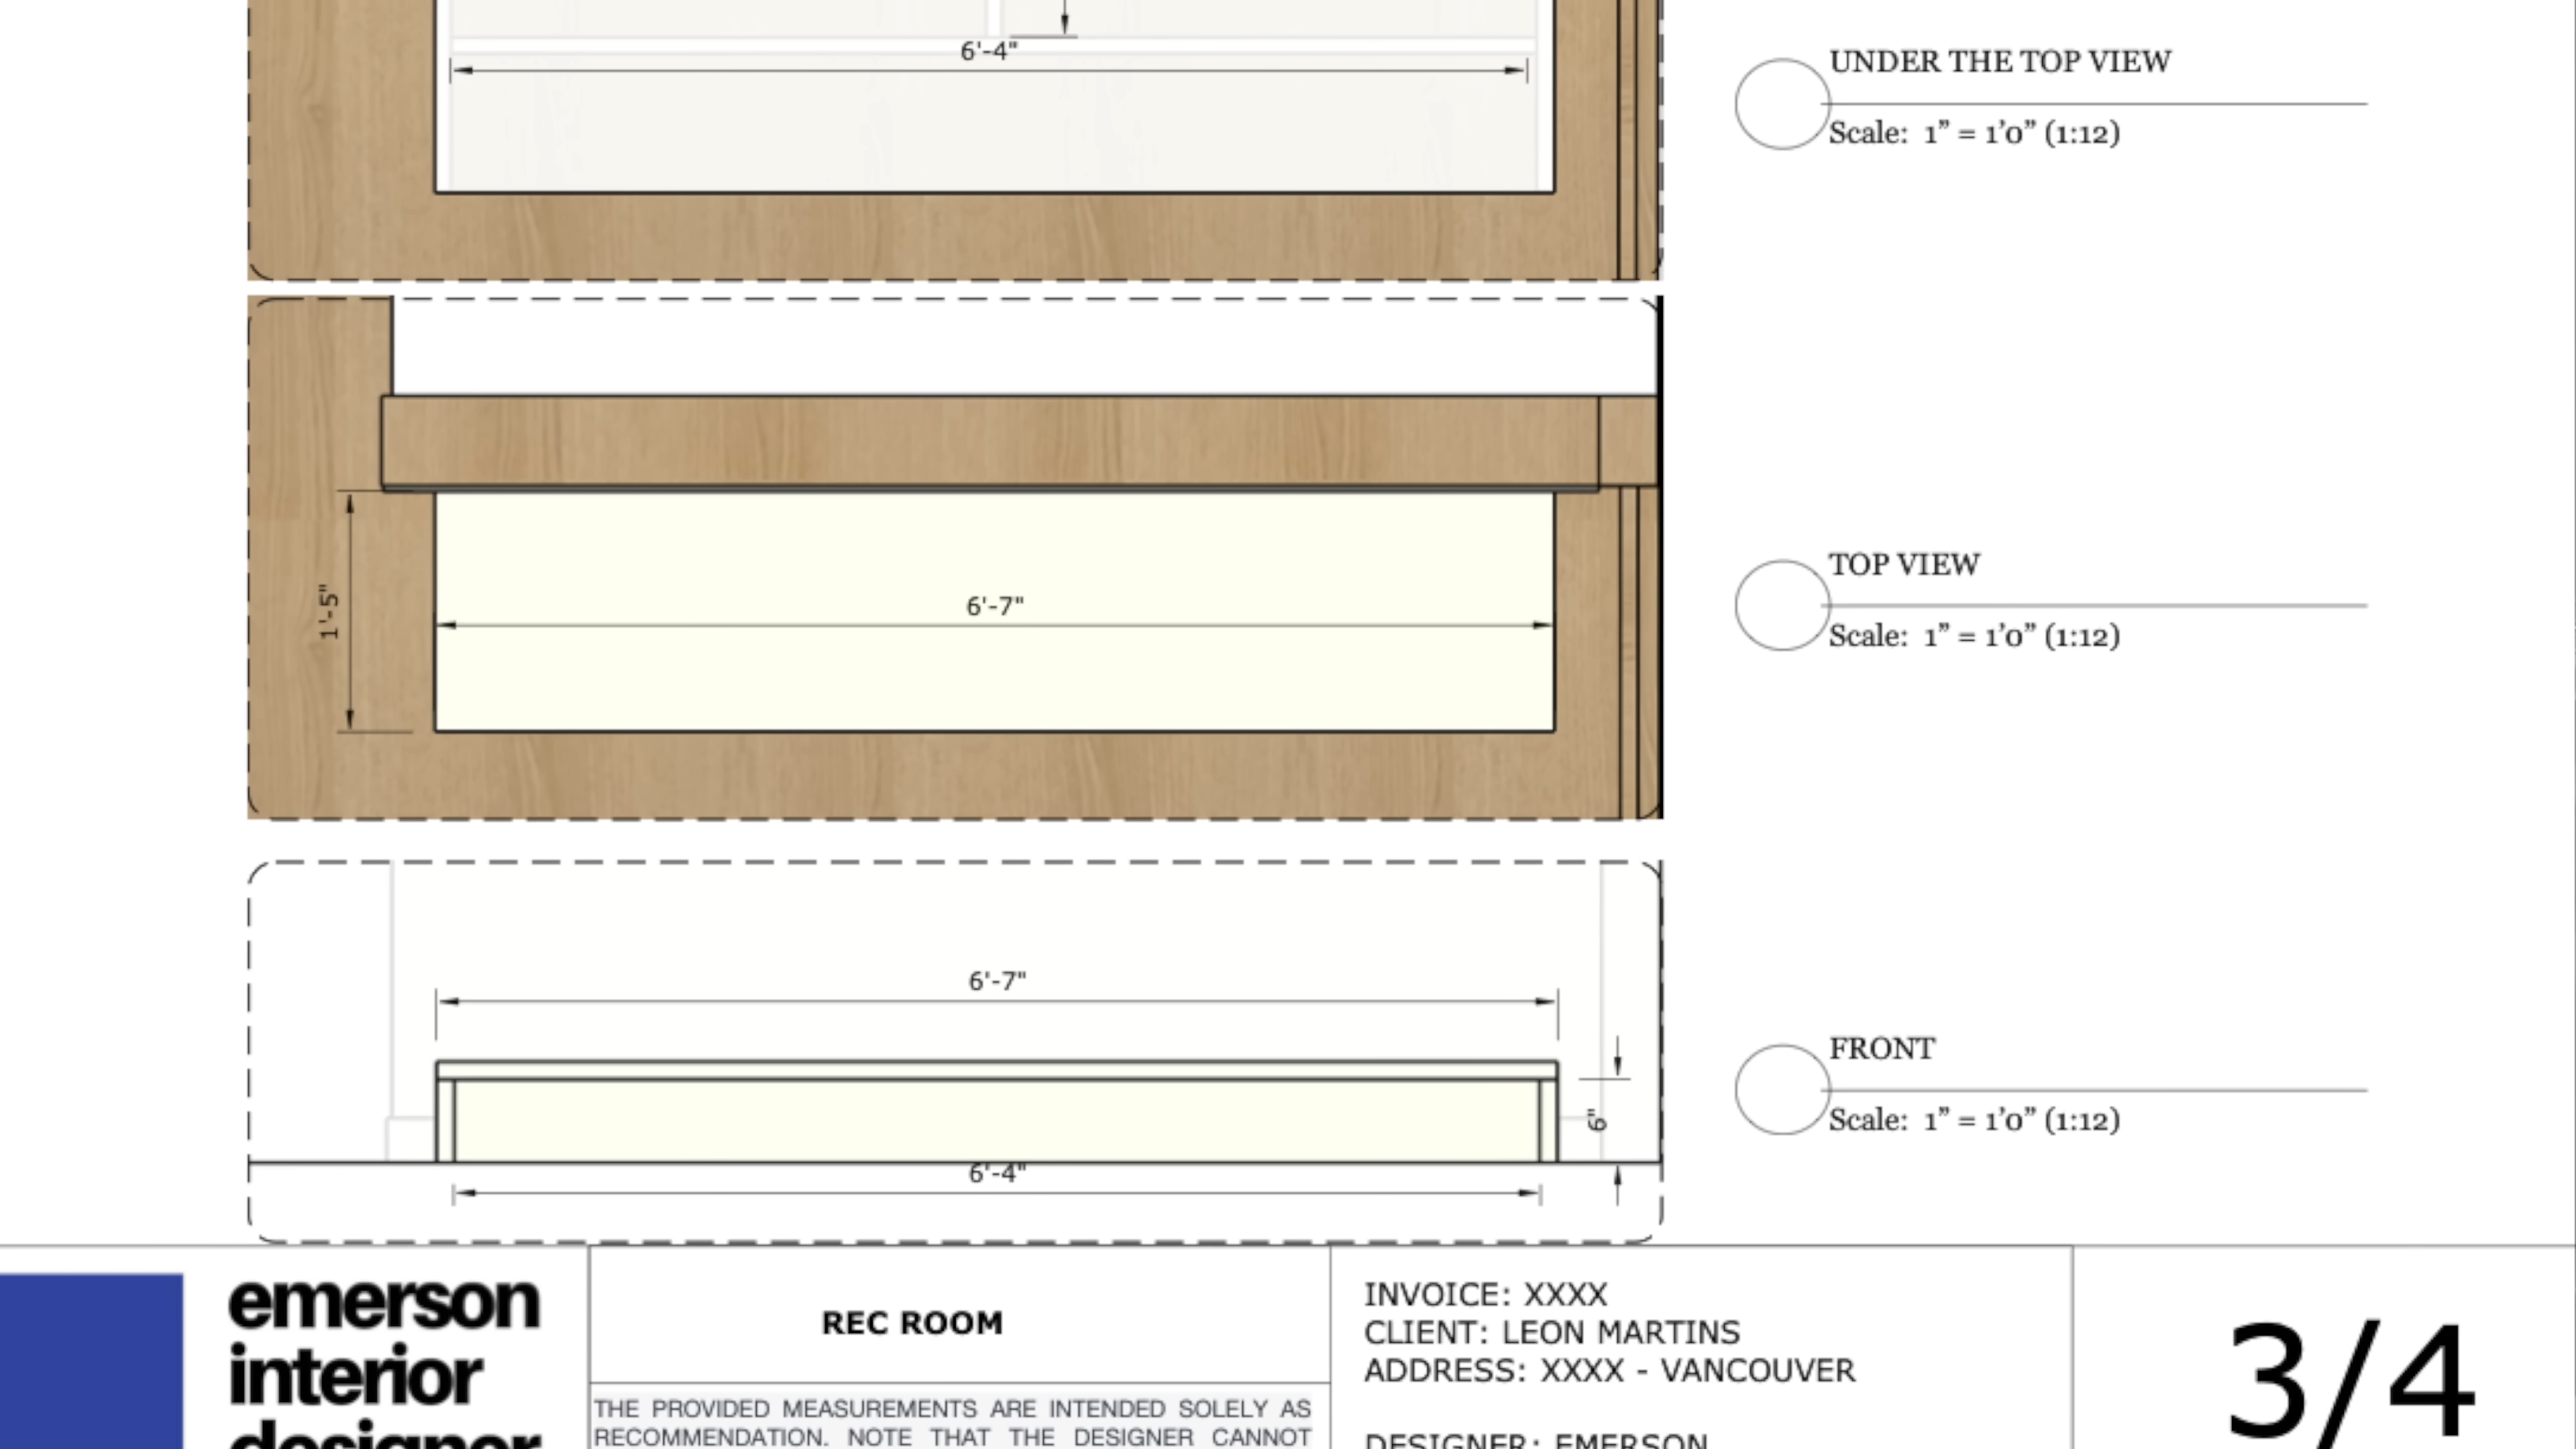 6'-4"
UNDER THE TOP VIEW
Scale: 1” = 1’0” (1:12)
1'-5"
6'-7"
TOP VIEW
Scale: 1” = 1’0” (1:12)
6'-7"
6"
6'-4"
FRONT
Scale: 1” = 1’0” (1:12)
emerson
interior
designer
REC ROOM
THE PROVIDED MEASUREMENTS ARE INTENDED SOLELY AS
RECOMMENDATION. NOTE THAT THE DESIGNER CANNOT
INVOICE: XXXX
CLIENT: LEON MARTINS
ADDRESS: XXXX - VANCOUVER
DESIGNER: EMERSON
3/4